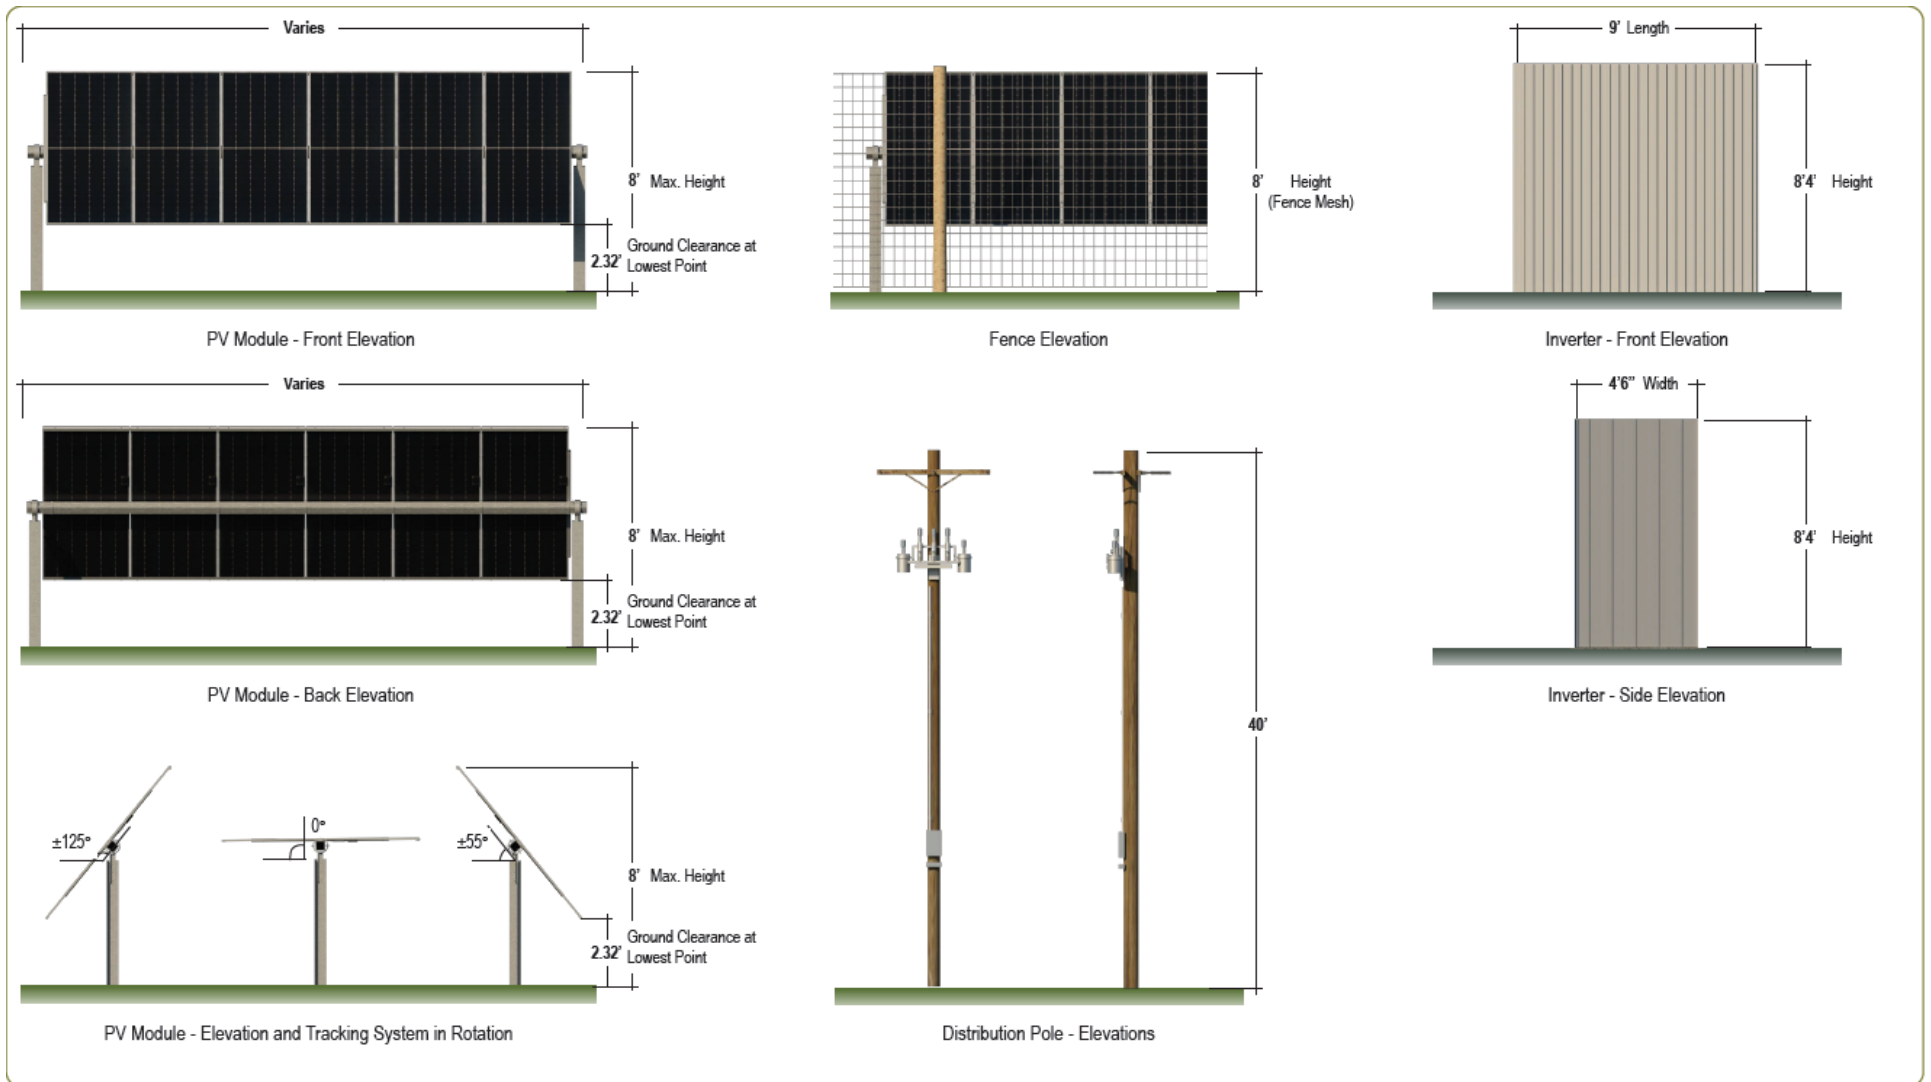 Varies
8' Max. Height
2.32' Ground Clearance at
Lowest Point
PV Module - Front Elevation
8' Height
(Fence Mesh)
Fence Elevation
9' Length
8'4' Height
Inverter - Front Elevation
Varies
8' Max. Height
2.32' Ground Clearance at
Lowest Point
PV Module - Back Elevation
4'6" Width
8'4' Height
Inverter - Side Elevation
±125°
0°
±55°
8' Max. Height
2.32' Ground Clearance at
Lowest Point
PV Module - Elevation and Tracking System in Rotation
40'
Distribution Pole - Elevations